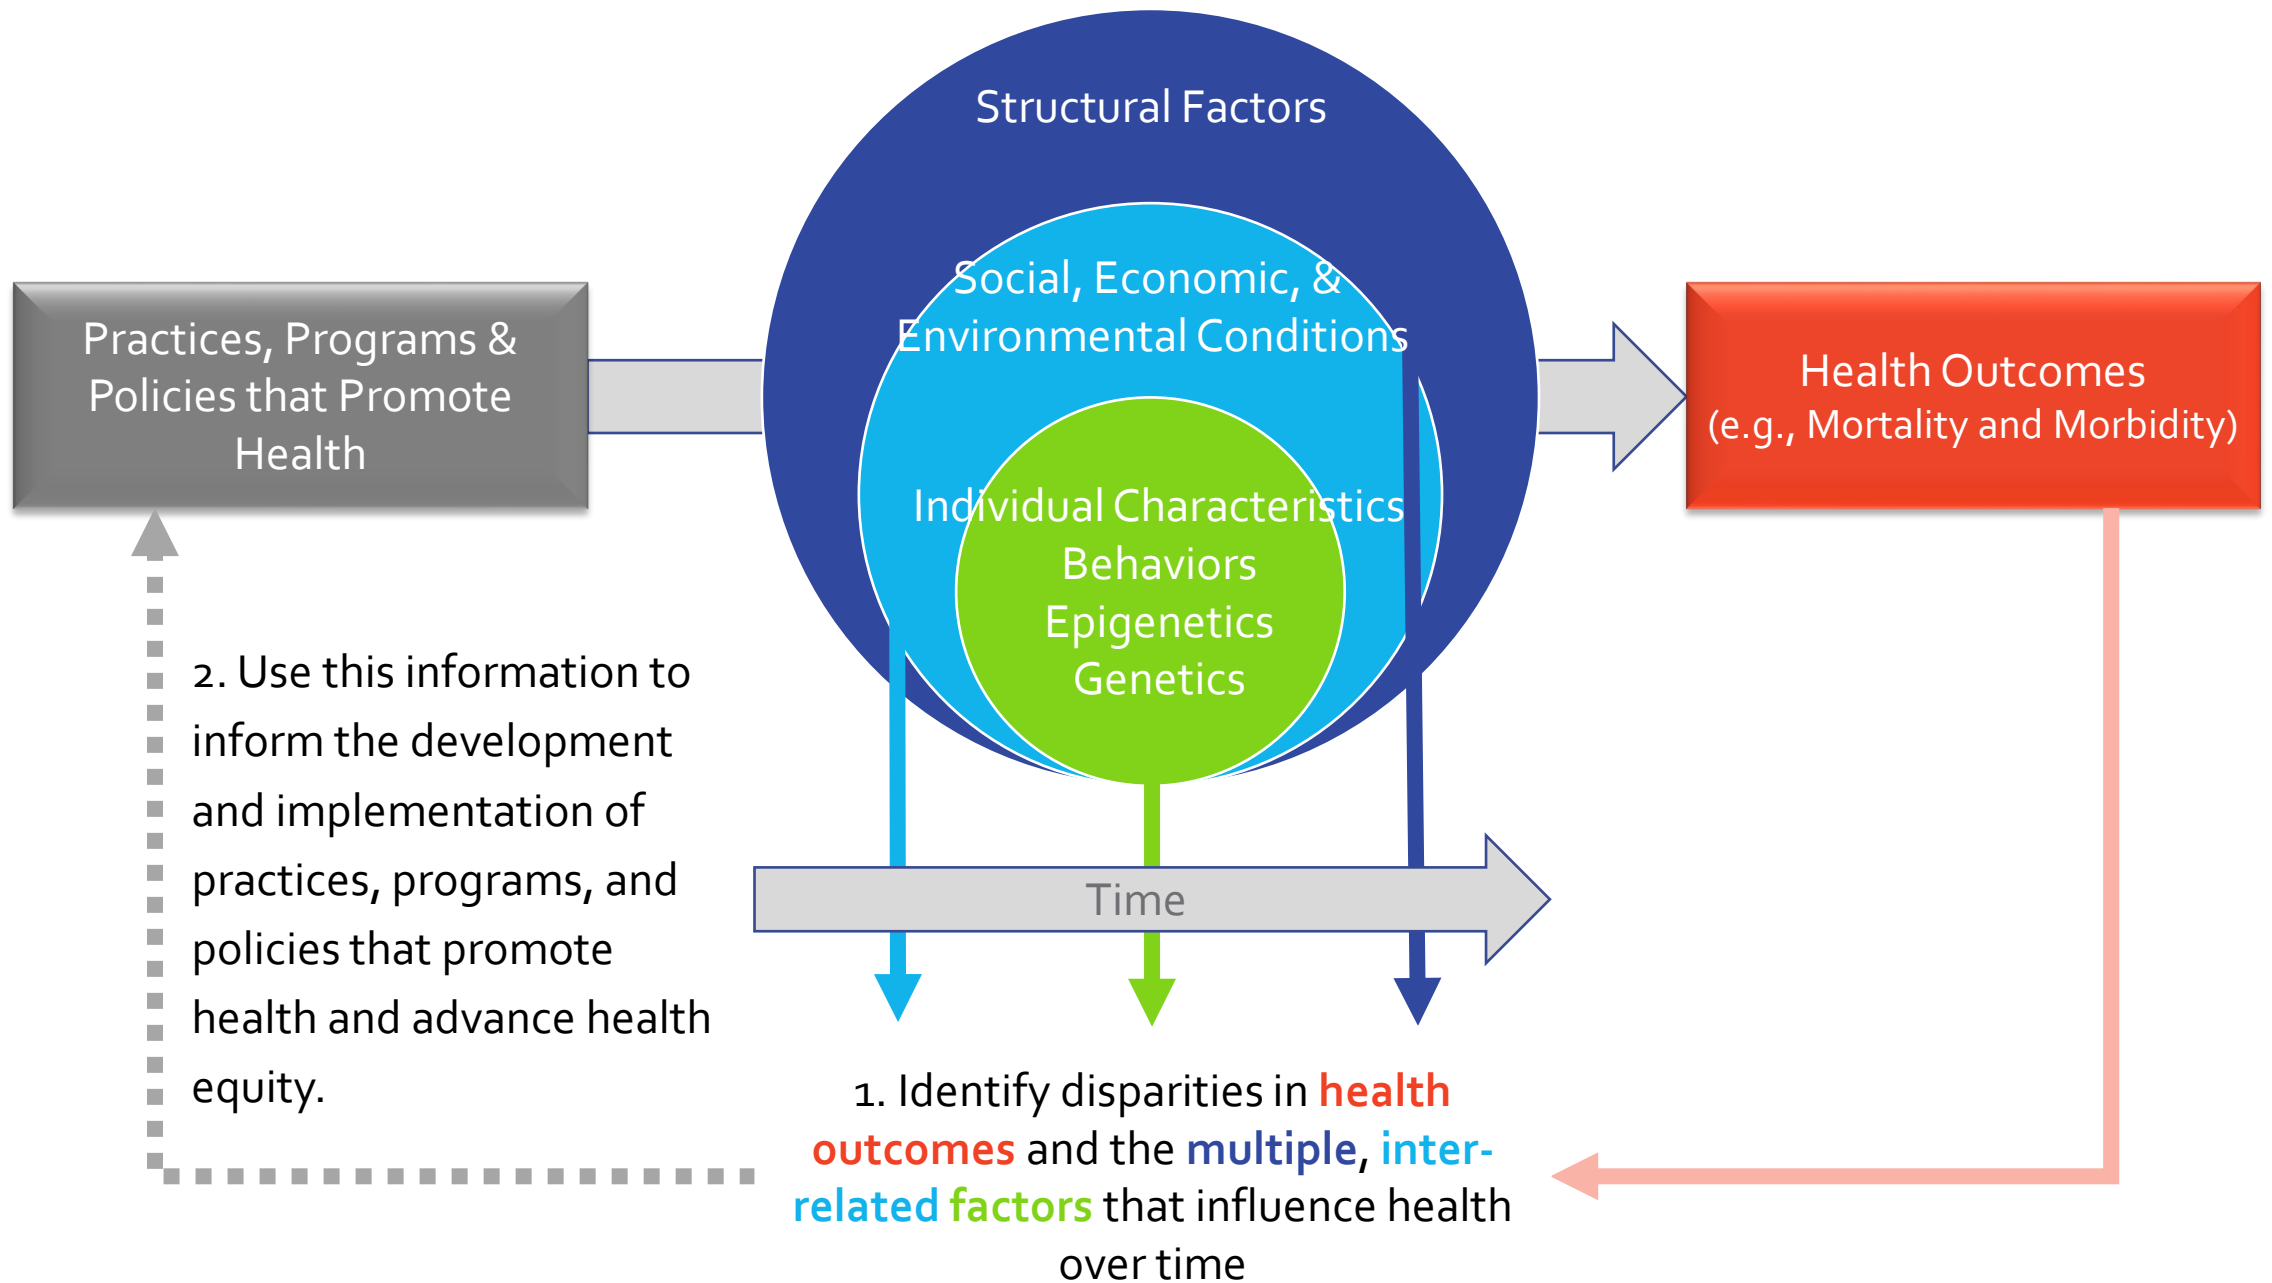 Structural Factors
Social, Economic, &
Environmental Conditions
Practices, Programs &
Policies that Promote
Health
Health Outcomes
(e.g., Mortality and Morbidity)
Individual Characteristics
Behaviors
Epigenetics
Genetics
2. Use this information to
inform the development
and implementation of
practices, programs, and
policies that promote
health and advance health
equity.
Time
1. Identify disparities in health
outcomes and the multiple, inter-
related factors that influence health
over time